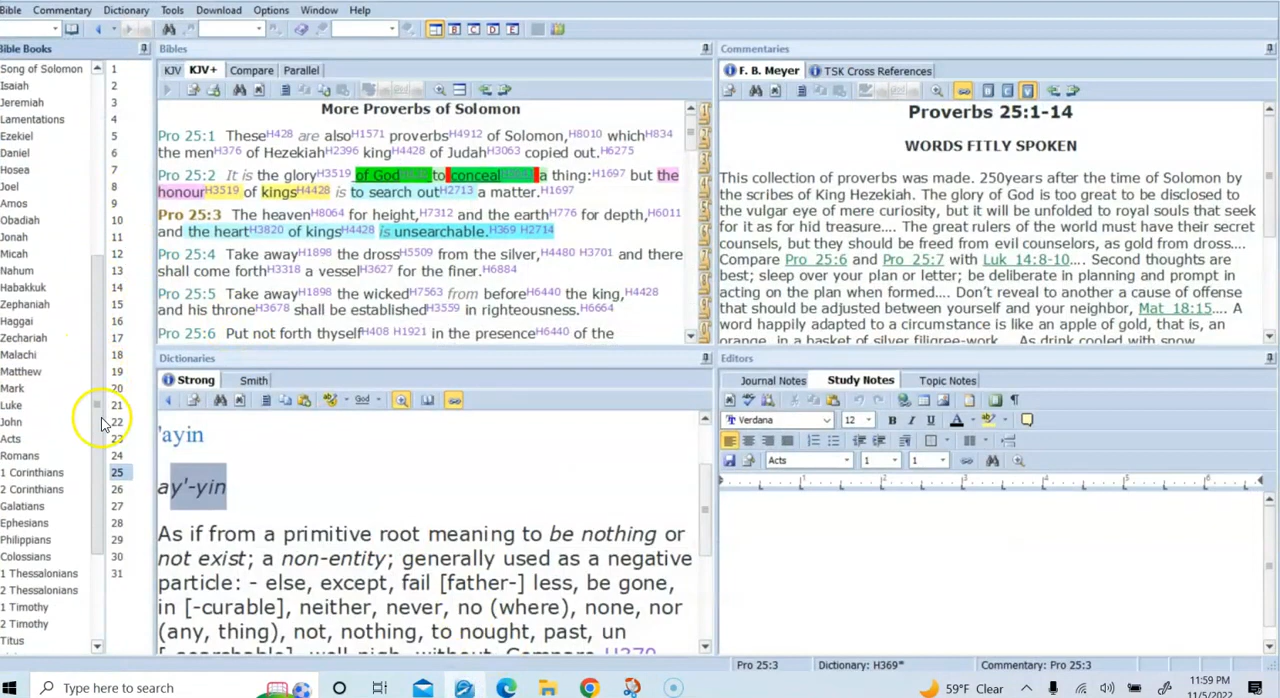 Bible Commentary Dictionary Tools Download Options Window Help
B C D E
Bible Books
Song of Solomon
Isaiah
Jeremiah
Lamentations
Ezekiel
Daniel
Hosea
Joel
Amos
Obadiah
Jonah
Micah
Nahum
Habakkuk
Zephaniah
Haggai
Zechariah
Malachi
Matthew
Mark
Luke
John
Acts
Romans
1 Corinthians
2 Corinthians
Galatians
Ephesians
Philippians
Colossians
1 Thessalonians
2 Thessalonians
1 Timothy
2 Timothy
Titus
1
2
3
4
5
6
7
8
9
10
11
12
13
14
15
16
17
18
19
20
21
22
23
24
25
26
27
28
29
30
31
Bibles
KJV KJV+ Compare Parallel
More Proverbs of Solomon
Pro 25:1 These H428 are also H1571 proverbs H4912 of Solomon, H8010 which H834
the men H376 of Hezekiah H2396 king H4428 of Judah H3063 copied out. H6275
Pro 25:2 It is the glory H3519 of God to conceal a thing: H1697 but the
honour H3519 of kings H4428 is to search out H2713 a matter. H1697
Pro 25:3 The heaven H8064 for height, H7312 and the earth H776 for depth, H6011
and the heart H3820 of kings H4428 is unsearchable. H369 H2714
Pro 25:4 Take away H1898 the dross H5509 from the silver, H4480 H3701 and there
shall come forth H3318 a vessel H3627 for the finer. H6884
Pro 25:5 Take away H1898 the wicked H7563 from before H6440 the king, H4428
and his throne H3678 shall be established H3559 in righteousness. H6664
Pro 25:6 Put not forth thyself H408 H1921 in the presence H6440 of the
Commentaries
F. B. Meyer TSK Cross References
Proverbs 25:1-14
WORDS FITLY SPOKEN
This collection of proverbs was made. 250years after the time of Solomon by
the scribes of King Hezekiah. The glory of God is too great to be disclosed to
the vulgar eye of mere curiosity, but it will be unfolded to royal souls that seek
for it as for hid treasure.... The great rulers of the world must have their secret
counsels, but they should be freed from evil counselors, as gold from dross....
Compare Pro 25:6 and Pro 25:7 with Luk 14:8-10.... Second thoughts are
best; sleep over your plan or letter; be deliberate in planning and prompt in
acting on the plan when formed.... Don't reveal to another a cause of offense
that should be adjusted between yourself and your neighbor, Mat 18:15.... A
word happily adapted to a circumstance is like an apple of gold, that is, an
orange, in a basket of silver filigree-work.... As drink cooled with snow
Dictionaries
Strong Smith
'ayin
ay'-yin
As if from a primitive root meaning to be nothing or
not exist; a non-entity; generally used as a negative
particle: - else, except, fail [father-] less, be gone,
in [-curable], neither, never, no (where), none, nor
(any, thing), not, nothing, to nought, past, un
[-searchable], well-nigh, without. Compare H370
Editors
Journal Notes Study Notes Topic Notes
Verdana 12 B I U A
Acts 1 1
Pro 25:3 Dictionary: H369* Commentary: Pro 25:3
Type here to search
59°F Clear
11:59 PM
11/5/2022